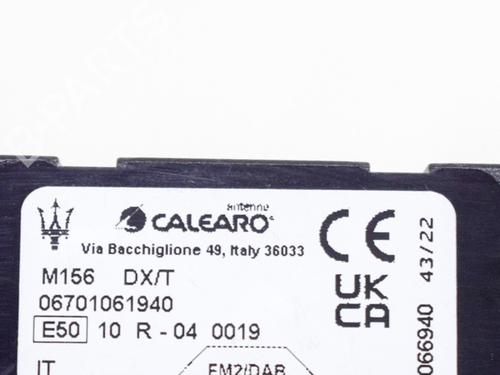 antenne
CALEARO
Via Bacchiglione 49, Italy 36033
M156 DX/T
06701061940
E50 10 R - 04 0019
IT
FM2/DAB
CE
UK
CA
43/22
066940
B-PARTS